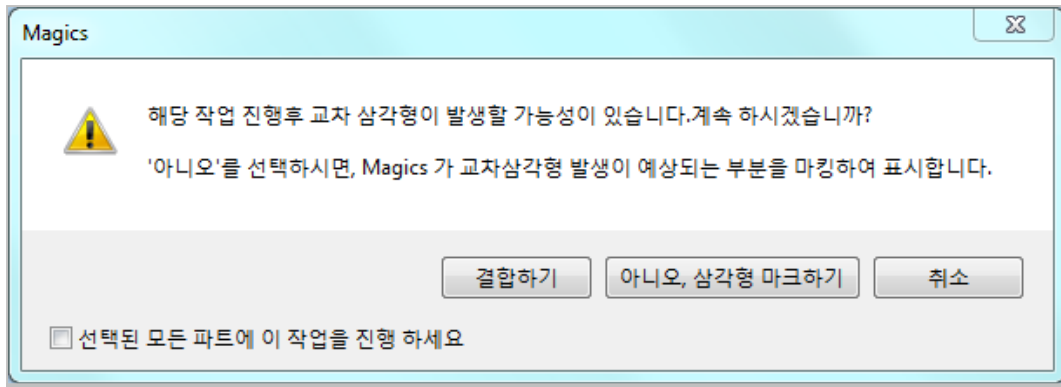 Magics
해당 작업 진행후 교차 삼각형이 발생할 가능성이 있습니다.계속 하시겠습니까?
'아니오'를 선택하시면, Magics 가 교차삼각형 발생이 예상되는 부분을 마킹하여 표시합니다.
결합하기
아니오, 삼각형 마크하기
취소
선택된 모든 파트에 이 작업을 진행 하세요